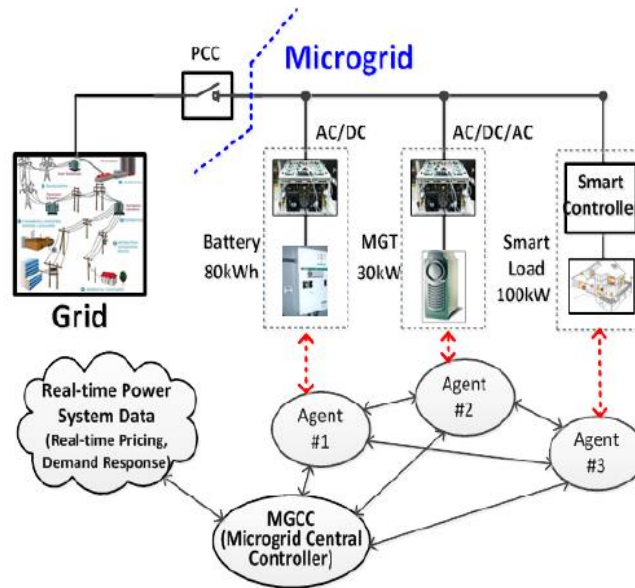 PCC
Microgrid
AC/DC
AC/DC/AC
Smart
Controller
Battery
80kWh
MGT
30kW
Smart
Load
100kW
Grid
Real-time Power
System Data
(Real-time Pricing,
Demand Response)
Agent
#1
Agent
#2
Agent
#3
MGCC
(Microgrid Central
Controller)